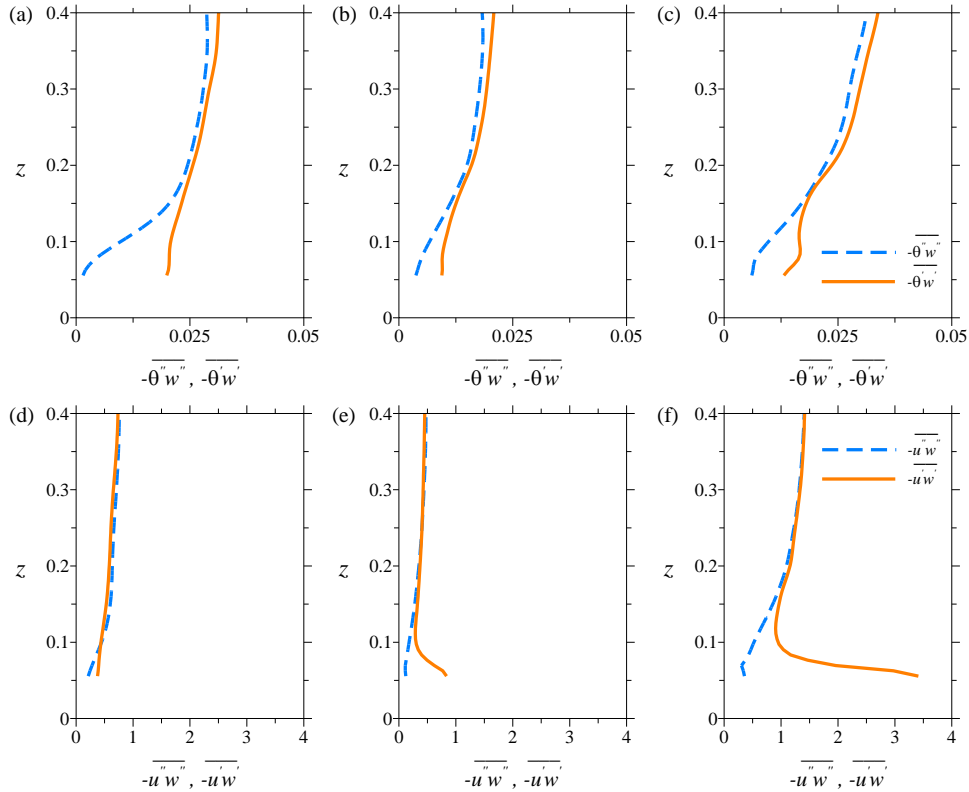 (a) (b) (c)
0.4 0.4 0.4
0.3 0.3 0.3
z z z
0.2 0.2 0.2
0.1 0.1 0.1
-θ"w"
-θ'w'
0 0 0
0 0.025 0.05 0 0.025 0.05 0 0.025 0.05
-θ"w" , -θ'w' -θ"w" , -θ'w' -θ"w" , -θ'w'
(d) (e) (f)
0.4 0.4 0.4
-u"w"
-u'w'
0.3 0.3 0.3
z z z
0.2 0.2 0.2
0.1 0.1 0.1
0 0 0
0 1 2 3 4 0 1 2 3 4 0 1 2 3 4
-u"w" , -u'w' -u"w" , -u'w' -u"w" , -u'w'